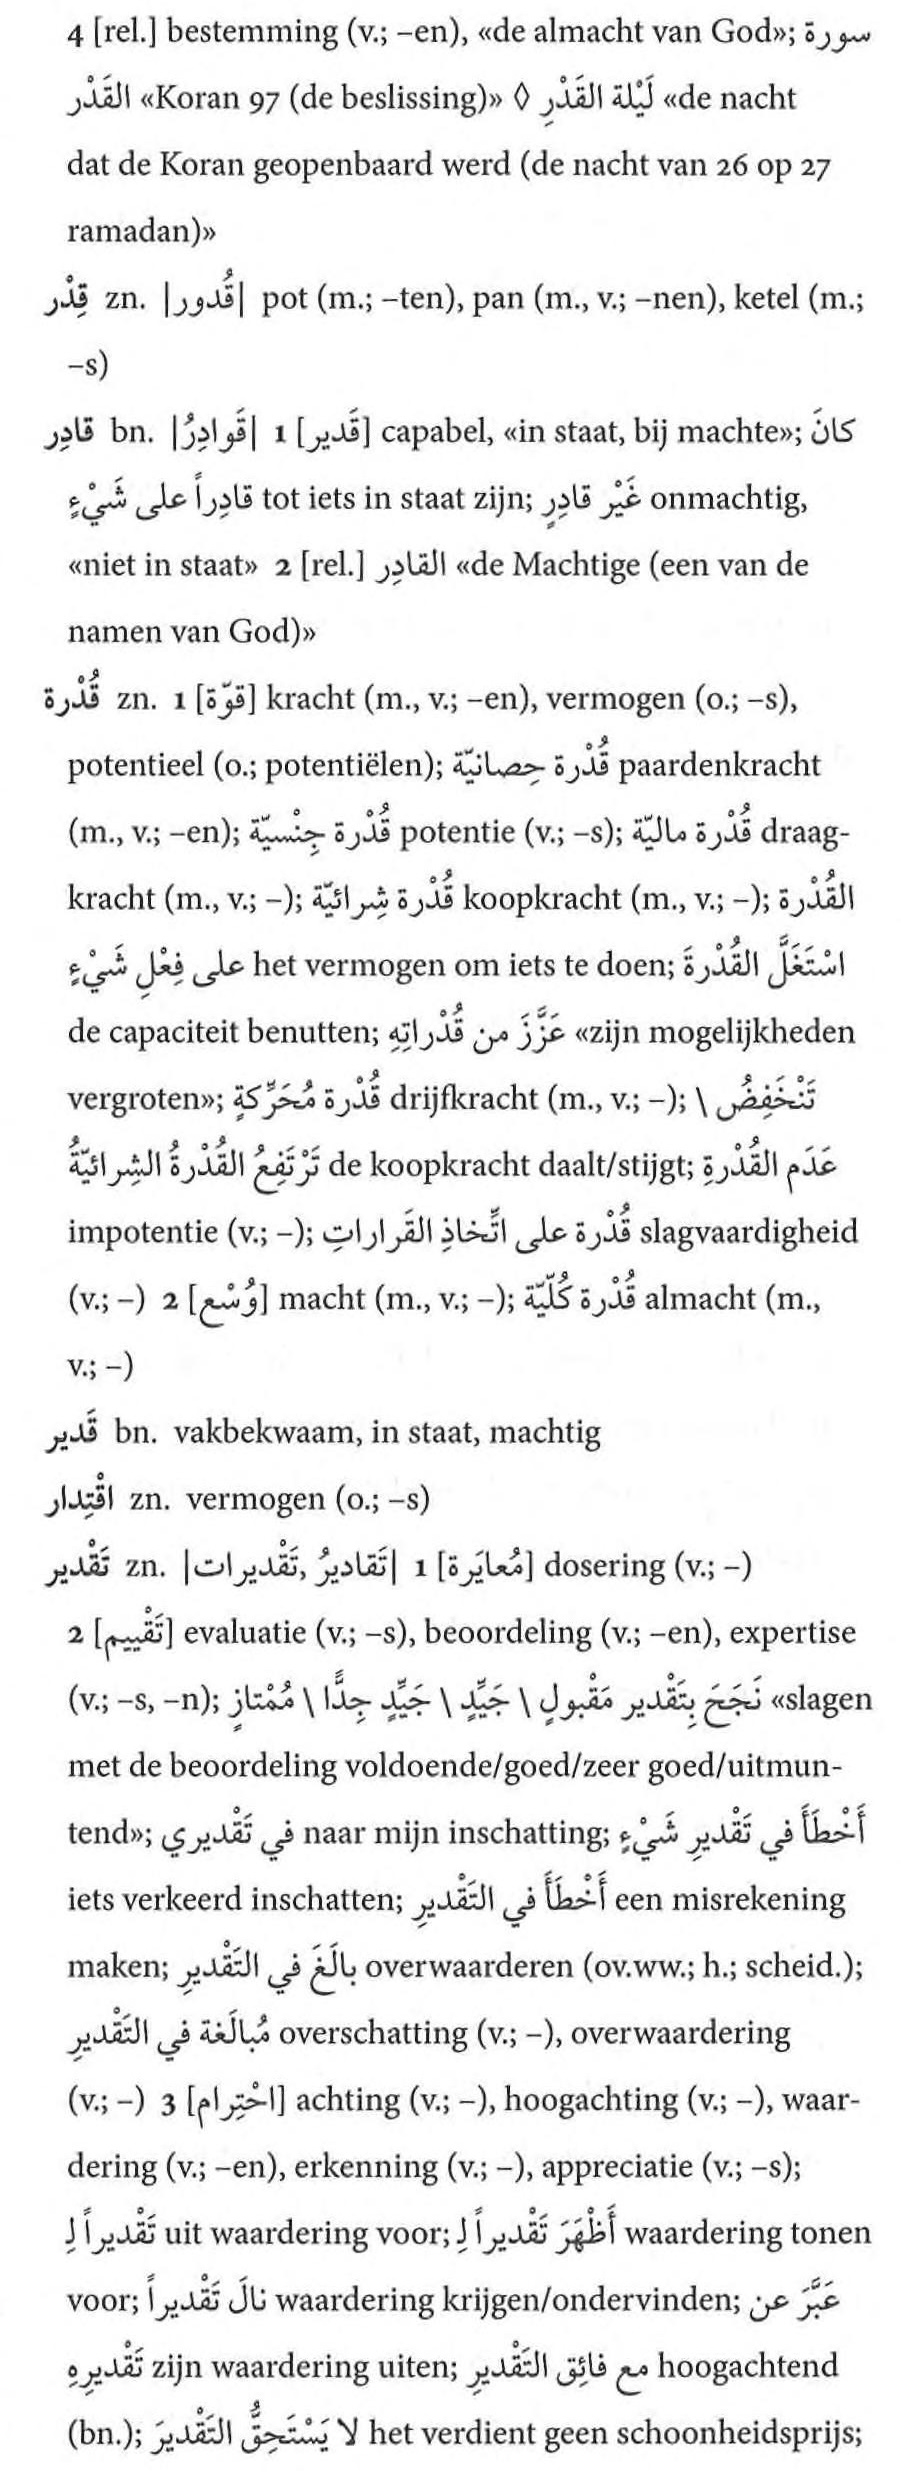 4 [rel.] bestemming (v.; –en), «de almacht van God»; سورة
القَدْر «Koran 97 (de beslissing)» ◊ لَيْلة القَدْرِ «de nacht
dat de Koran geopenbaard werd (de nacht van 26 op 27
ramadan)»
قِدْر zn. |قُدور| pot (m.; –ten), pan (m., v.; –nen), ketel (m.;
–s)
قادِر bn. |قَوادِرُ| 1 [قَدير] capabel, «in staat, bij machte»; كانَ
قادِراً على شَيْءٍ tot iets in staat zijn; غَيْر قادِرٍ onmachtig,
«niet in staat» 2 [rel.] القادِر «de Machtige (een van de
namen van God)»
قُدْرة zn. 1 [قوّة] kracht (m., v.; –en), vermogen (o.; –s),
potentieel (o.; potentiëlen); قُدْرة حِصانيّة paardenkracht
(m., v.; –en); قُدْرة جِنْسيّة potentie (v.; –s); قُدْرة ماليّة draag-
kracht (m., v.; –); قُدْرة شِرائيّة koopkracht (m., v.; –); القُدْرة
على فِعْلِ شَيْءٍ het vermogen om iets te doen; اسْتَغَلَّ القُدْرةَ
de capaciteit benutten; عَزَّزَ من قُدْراتِهِ «zijn mogelijkheden
vergroten»; قُدْرة مُحَرِّكةٍ drijfkracht (m., v.; –); تَنْخَفِضُ \
تَرْتَفِعُ القُدْرةُ الشِرائيّةُ de koopkracht daalt/stijgt; عَدَم القُدْرةِ
impotentie (v.; –); قُدْرة على اتِّخاذِ القَراراتِ slagvaardigheid
(v.; –) 2 [وُسْع] macht (m., v.; –); قُدْرة كُلّيّة almacht (m.,
v.; –)
قَدير bn. vakbekwaam, in staat, machtig
اقْتِدار zn. vermogen (o.; –s)
تَقْدير zn. |تَقاديرُ, تَقْديرات| 1 [مُعايَرة] dosering (v.; –)
2 [تَقْييم] evaluatie (v.; –s), beoordeling (v.; –en), expertise
(v.; –s, –n); نَجَحَ بِتَقْدير مَقْبولٍ \ جَيِّدٍ \ جَيِّدٍ جِدًّا \ مُمْتازٍ «slagen
met de beoordeling voldoende/goed/zeer goed/uitmun-
tend»; في تَقْديري naar mijn inschatting; أَخْطَأَ في تَقْديرِ شَيْءٍ
iets verkeerd inschatten; أَخْطَأَ في التَقْديرِ een misrekening
maken; بالَغَ في التَقْديرِ overwaarderen (ov.ww.; h.; scheid.);
مُبالَغة في التَقْديرِ overschatting (v.; –), overwaardering
(v.; –) 3 [احْتِرام] achting (v.; –), hoogachting (v.; –), waar-
dering (v.; –en), erkenning (v.; –), appreciatie (v.; –s);
تَقْديراً لِـ uit waardering voor; أَظْهَرَ تَقْديراً لِـ waardering tonen
voor; نالَ تَقْديراً waardering krijgen/ondervinden; عَبَّرَ عن
تَقْديرِهِ zijn waardering uiten; مع فائِق التَقْديرِ hoogachtend
(bn.); لا يَسْتَحِقُّ التَقْديرَ het verdient geen schoonheidsprijs;